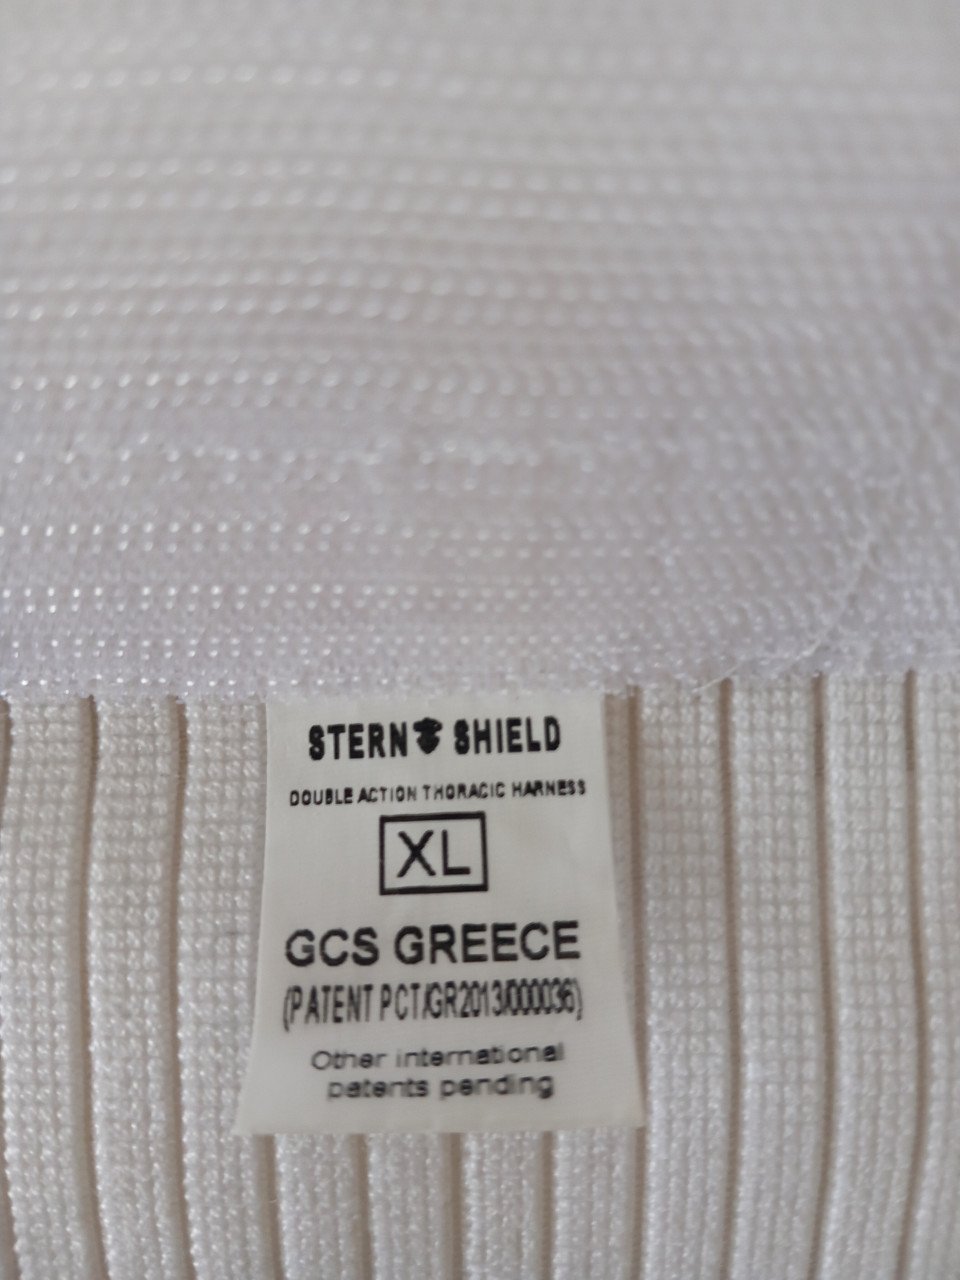 STERN SHIELD
DOUBLE ACTION THORACIC HARNESS
XL
GCS GREECE
(PATENT PCT/GR2013/000036)
Other international
patents pending